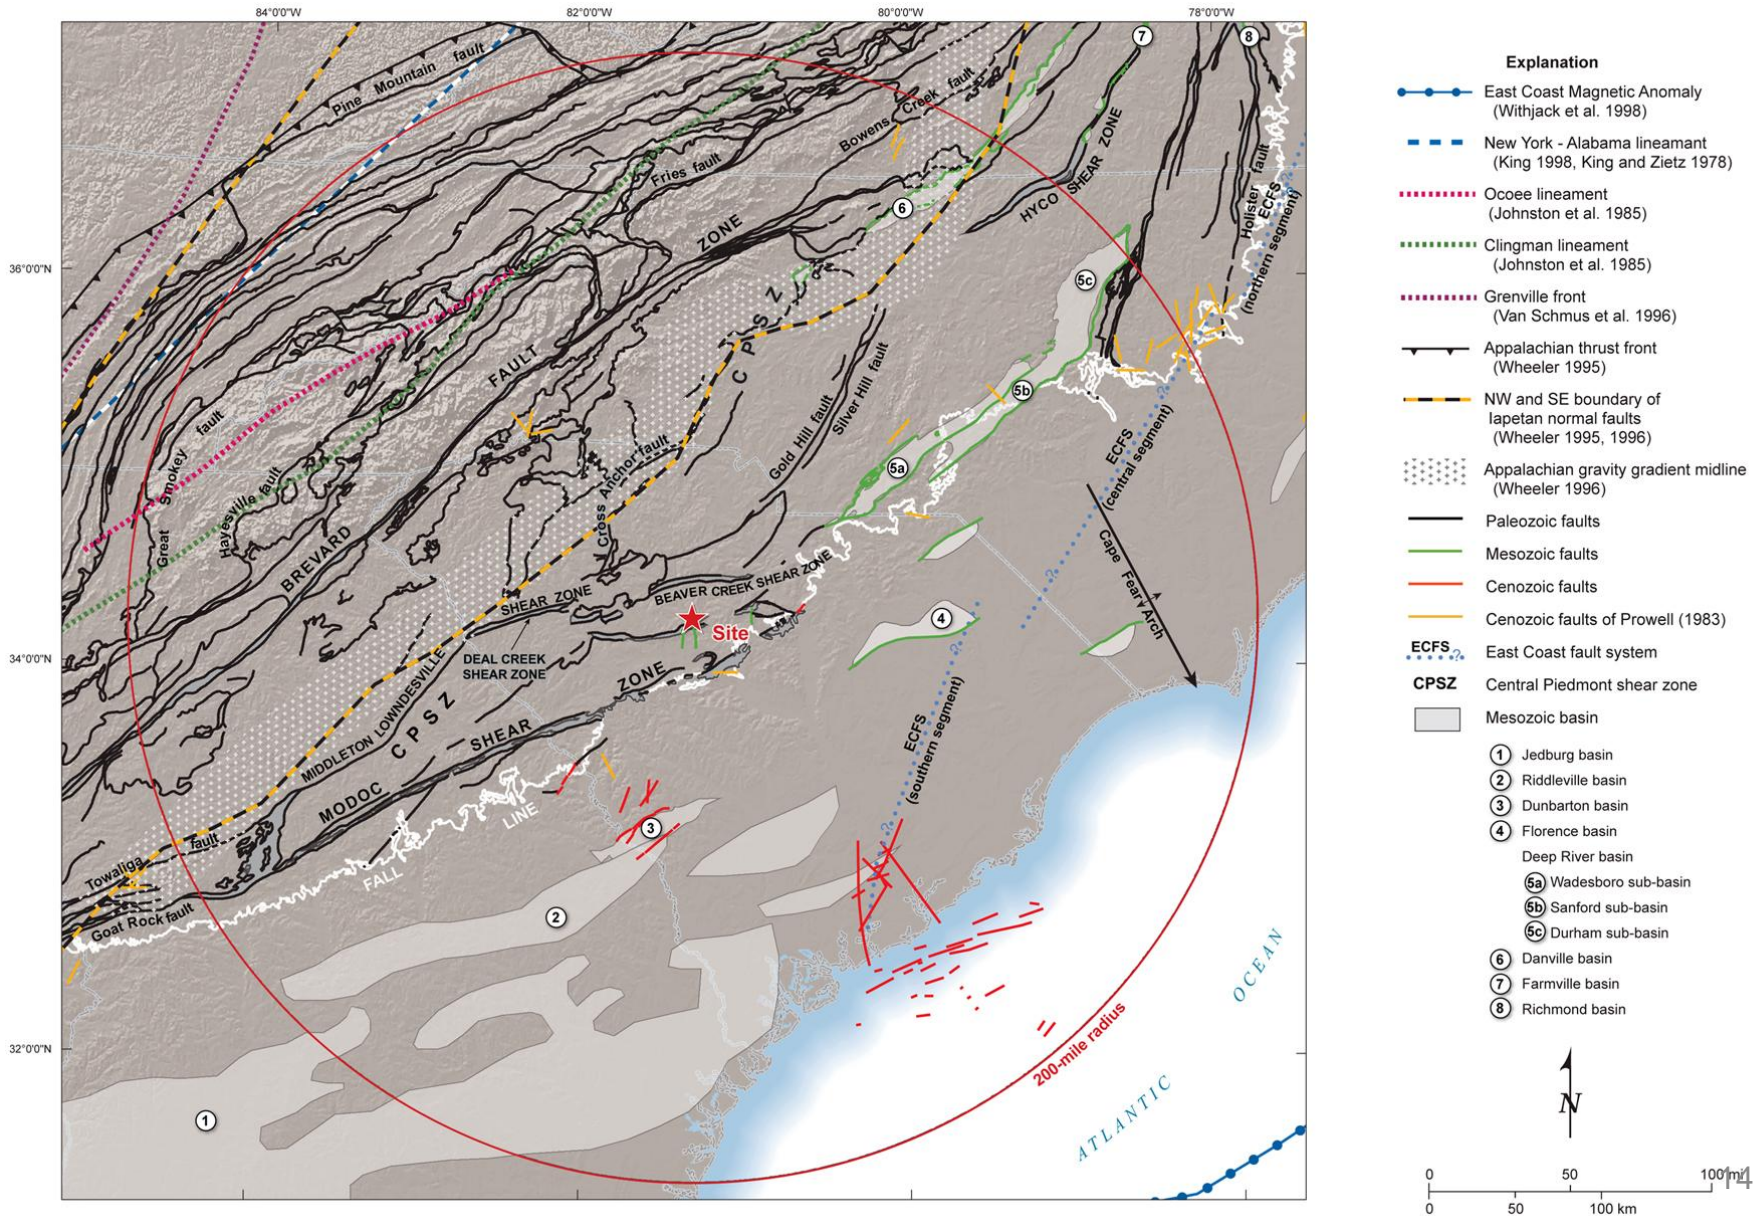 84°0'0"W
82°0'0"W
80°0'0"W
78°0'0"W
36°0'0"N
34°0'0"N
32°0'0"N
Pine Mountain fault
Bowens Creek fault
Fries fault
HYCO SHEAR ZONE
7
8
Hollister fault
ECFS
(northern segment)
?
6
5c
5b
5a
BREVARD FAULT ZONE
CPSZ
Gold Hill fault
Silver Hill fault
Great Smokey fault
Hayesville fault
Cross Anchor fault
ECFS
(central segment)
?
?
Cape Fear Arch
SHEAR ZONE
BEAVER CREEK SHEAR ZONE
Site
DEAL CREEK
SHEAR ZONE
MIDDLETON LOWNDESVILLE
CPSZ
MODOC SHEAR ZONE
4
?
ECFS
(southern segment)
?
FALL LINE
Towaliga fault
Goat Rock fault
3
2
1
200-mile radius
ATLANTIC OCEAN
Explanation
East Coast Magnetic Anomaly
(Withjack et al. 1998)
New York - Alabama lineamant
(King 1998, King and Zietz 1978)
Ocoee lineament
(Johnston et al. 1985)
Clingman lineament
(Johnston et al. 1985)
Grenville front
(Van Schmus et al. 1996)
Appalachian thrust front
(Wheeler 1995)
NW and SE boundary of
Iapetan normal faults
(Wheeler 1995, 1996)
Appalachian gravity gradient midline
(Wheeler 1996)
Paleozoic faults
Mesozoic faults
Cenozoic faults
Cenozoic faults of Prowell (1983)
ECFS ? East Coast fault system
CPSZ Central Piedmont shear zone
Mesozoic basin
1 Jedburg basin
2 Riddleville basin
3 Dunbarton basin
4 Florence basin
Deep River basin
5a Wadesboro sub-basin
5b Sanford sub-basin
5c Durham sub-basin
6 Danville basin
7 Farmville basin
8 Richmond basin
N
0 50 100 mi
0 50 100 km
14